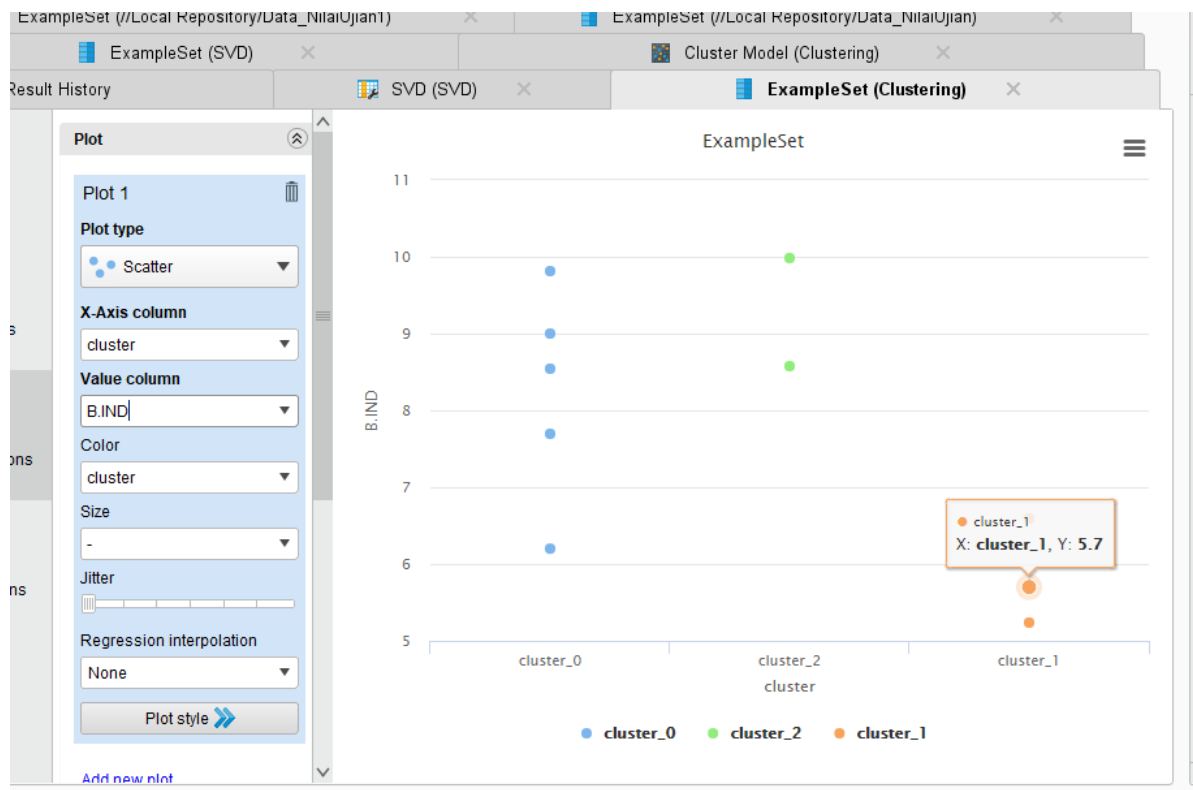 ExampleSet (//Local Repository/Data_NilaiUjian1)
ExampleSet (//Local Repository/Data_NilaiUjian)
ExampleSet (SVD)
Cluster Model (Clustering)
Result History
SVD (SVD)
ExampleSet (Clustering)
Plot
Plot 1
Plot type
Scatter
X-Axis column
cluster
Value column
B.IND
Color
cluster
Size
-
Jitter
Regression interpolation
None
Plot style
Add new plot
ExampleSet
11
10
9
8
7
6
5
B.IND
cluster_1
X: cluster_1, Y: 5.7
cluster_0
cluster_2
cluster_1
cluster
cluster_0
cluster_2
cluster_1